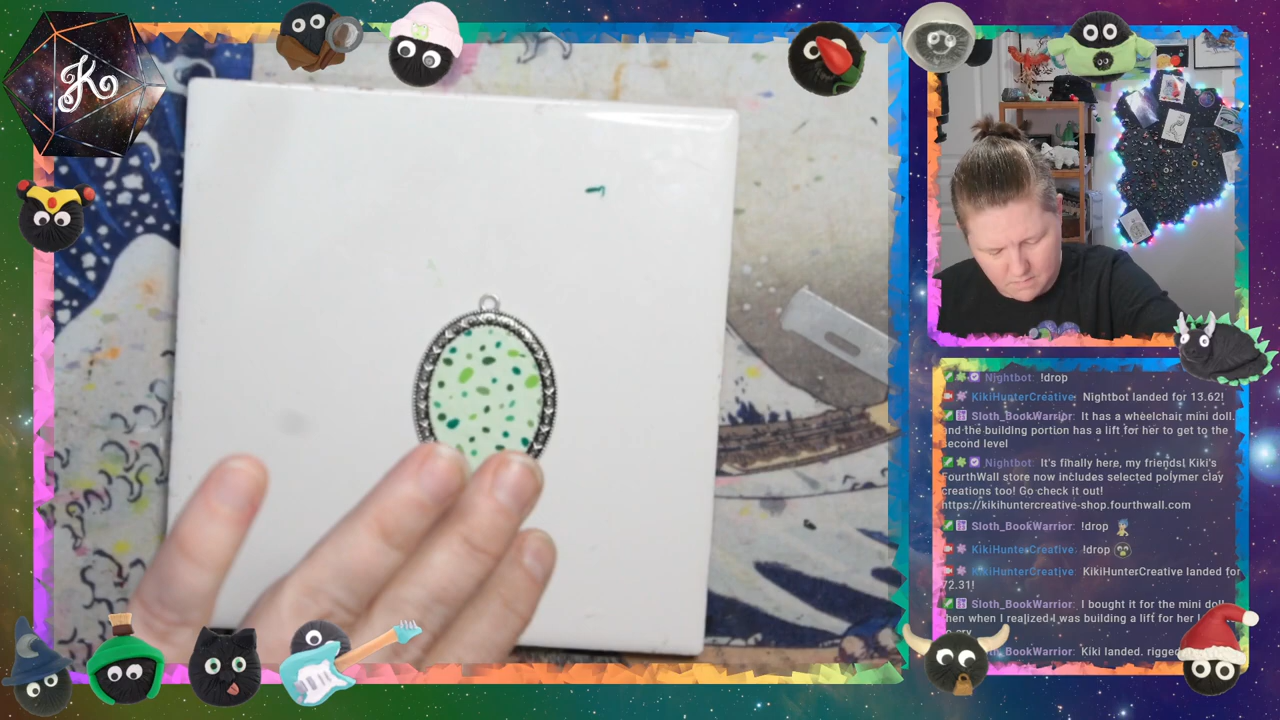 K
Nightbot: !drop
KikiHunterCreative: Nightbot landed for 13.62!
Sloth_BookWarrior: It has a wheelchair mini doll.
and the building portion has a lift for her to get to the
second level
Nightbot: It's finally here, my friends! Kiki's
FourthWall store now includes selected polymer clay
creations too! Go check it out!
https://kikihuntercreative-shop.fourthwall.com
Sloth_BookWarrior: !drop
KikiHunterCreative: !drop
KikiHunterCreative: KikiHunterCreative landed for
72.31!
Sloth_BookWarrior: I bought it for the mini doll
then when I realized I was building a lift for her I
cry
BookWarrior: Kiki landed. rigged